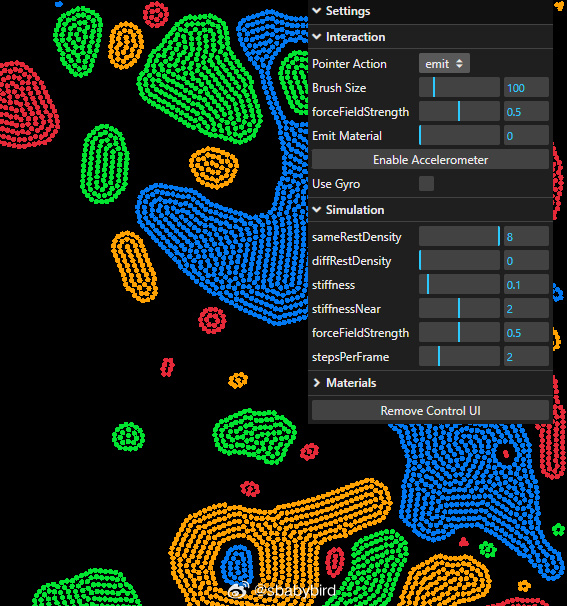 Settings
Interaction
Pointer Action emit
Brush Size 100
forceFieldStrength 0.5
Emit Material 0
Enable Accelerometer
Use Gyro
Simulation
sameRestDensity 8
diffRestDensity 0
stiffness 0.1
stiffnessNear 2
forceFieldStrength 0.5
stepsPerFrame 2
Materials
Remove Control UI
@sbabybird